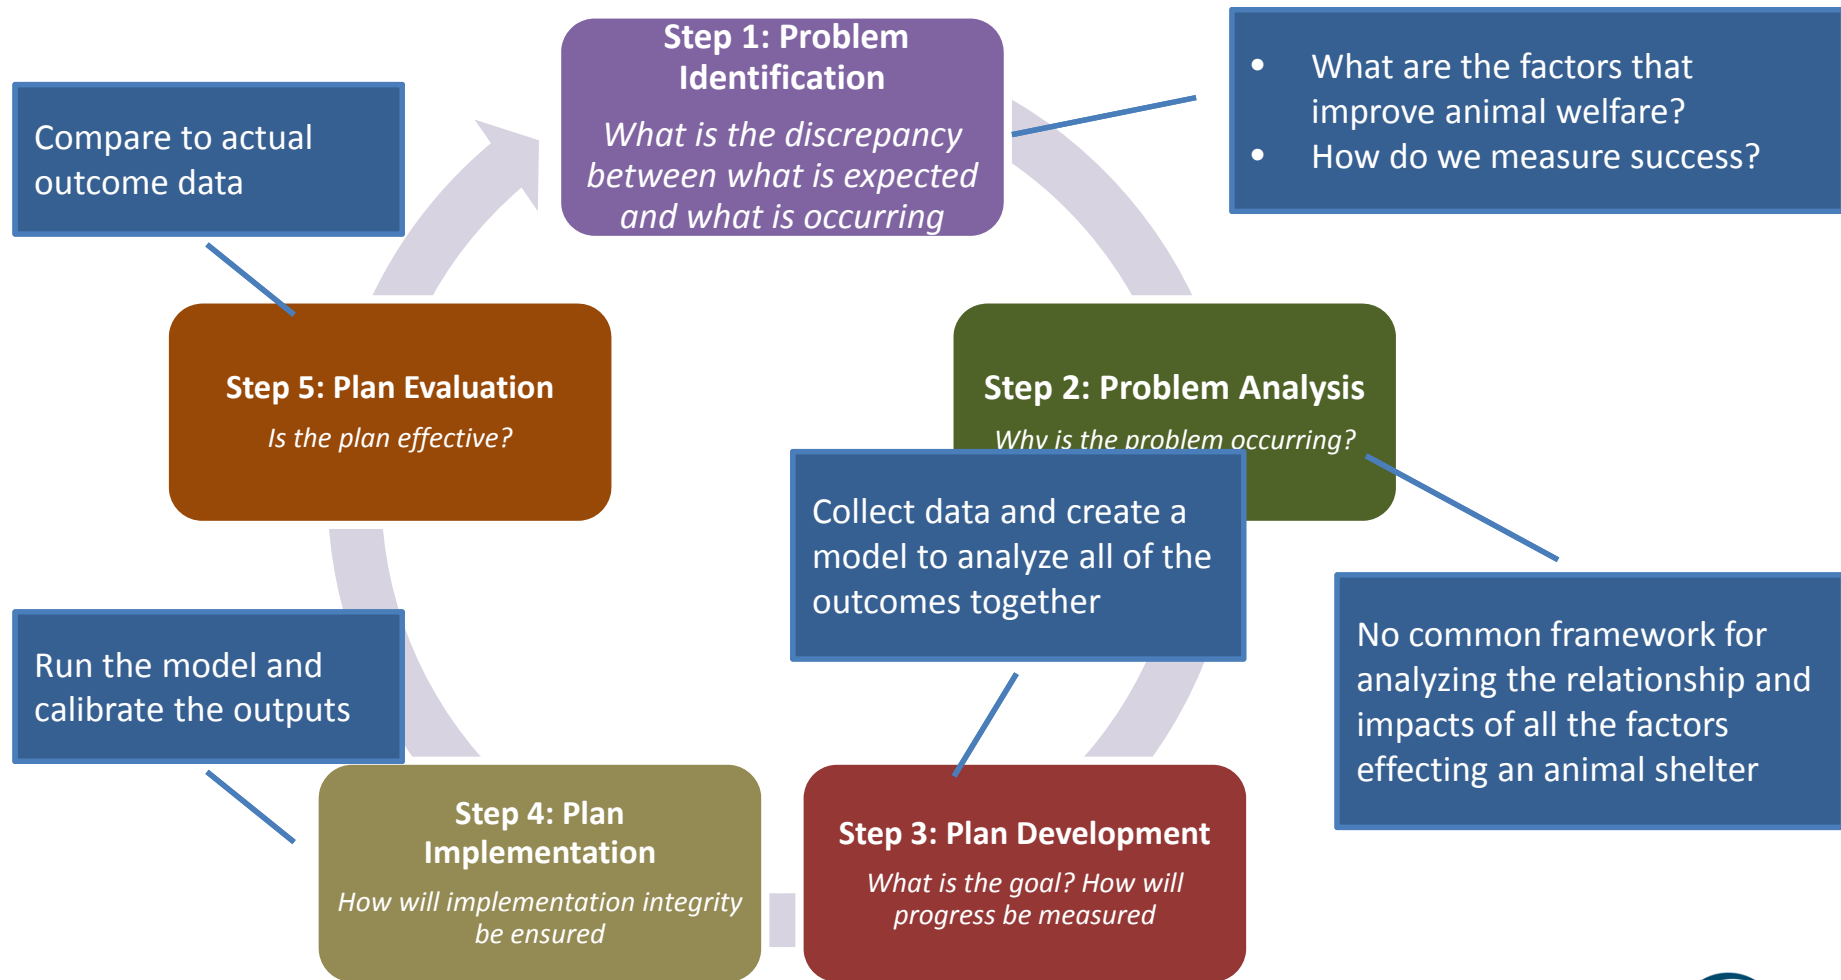 Step 1: Problem
Identification
What is the discrepancy
between what is expected
and what is occurring
• What are the factors that
improve animal welfare?
• How do we measure success?
Compare to actual
outcome data
Step 5: Plan Evaluation
Is the plan effective?
Step 2: Problem Analysis
Why is the problem occurring?
Collect data and create a
model to analyze all of the
outcomes together
No common framework for
analyzing the relationship and
impacts of all the factors
effecting an animal shelter
Run the model and
calibrate the outputs
Step 4: Plan
Implementation
How will implementation integrity
be ensured
Step 3: Plan Development
What is the goal? How will
progress be measured